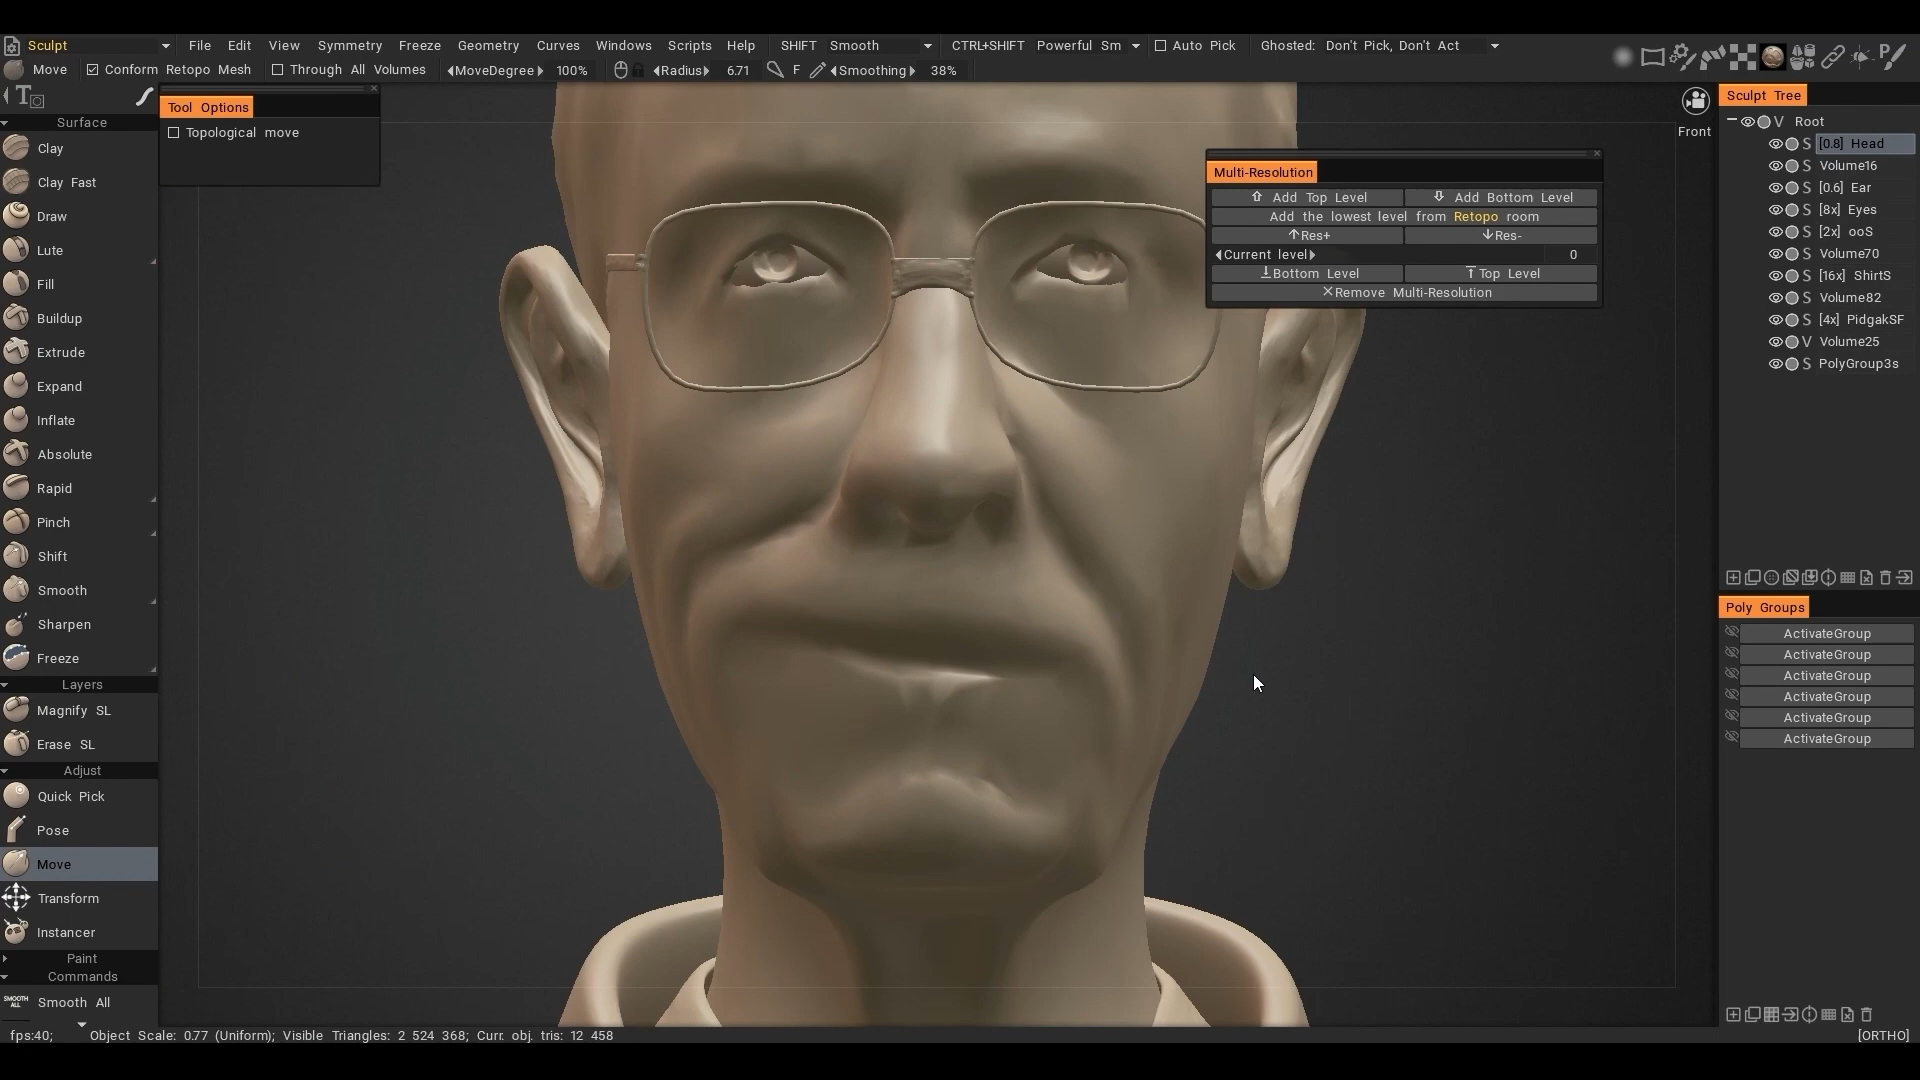 Sculpt File Edit View Symmetry Freeze Geometry Curves Windows Scripts Help SHIFT Smooth CTRL+SHIFT Powerful Sm Auto Pick Ghosted: Don't Pick, Don't Act
Move Conform Retopo Mesh Through All Volumes MoveDegree 100% Radius 6.71 F Smoothing 38%
T
Surface
Clay
Clay Fast
Draw
Lute
Fill
Buildup
Extrude
Expand
Inflate
Absolute
Rapid
Pinch
Shift
Smooth
Sharpen
Freeze
Layers
Magnify SL
Erase SL
Adjust
Quick Pick
Pose
Move
Transform
Instancer
Paint
Commands
SMOOTH ALL Smooth All
Tool Options
Topological move
Front
Multi-Resolution
Add Top Level Add Bottom Level
Add the lowest level from Retopo room
Res+ Res-
Current level 0
Bottom Level Top Level
Remove Multi-Resolution
Sculpt Tree
V Root
S [0.8] Head
S Volume16
S [0.6] Ear
S [8x] Eyes
S [2x] ooS
S Volume70
S [16x] ShirtS
S Volume82
S [4x] PidgakSF
V Volume25
S PolyGroup3s
Poly Groups
ActivateGroup
ActivateGroup
ActivateGroup
ActivateGroup
ActivateGroup
ActivateGroup
fps:40; Object Scale: 0.77 (Uniform); Visible Triangles: 2 524 368; Curr. obj. tris: 12 458
[ORTHO]